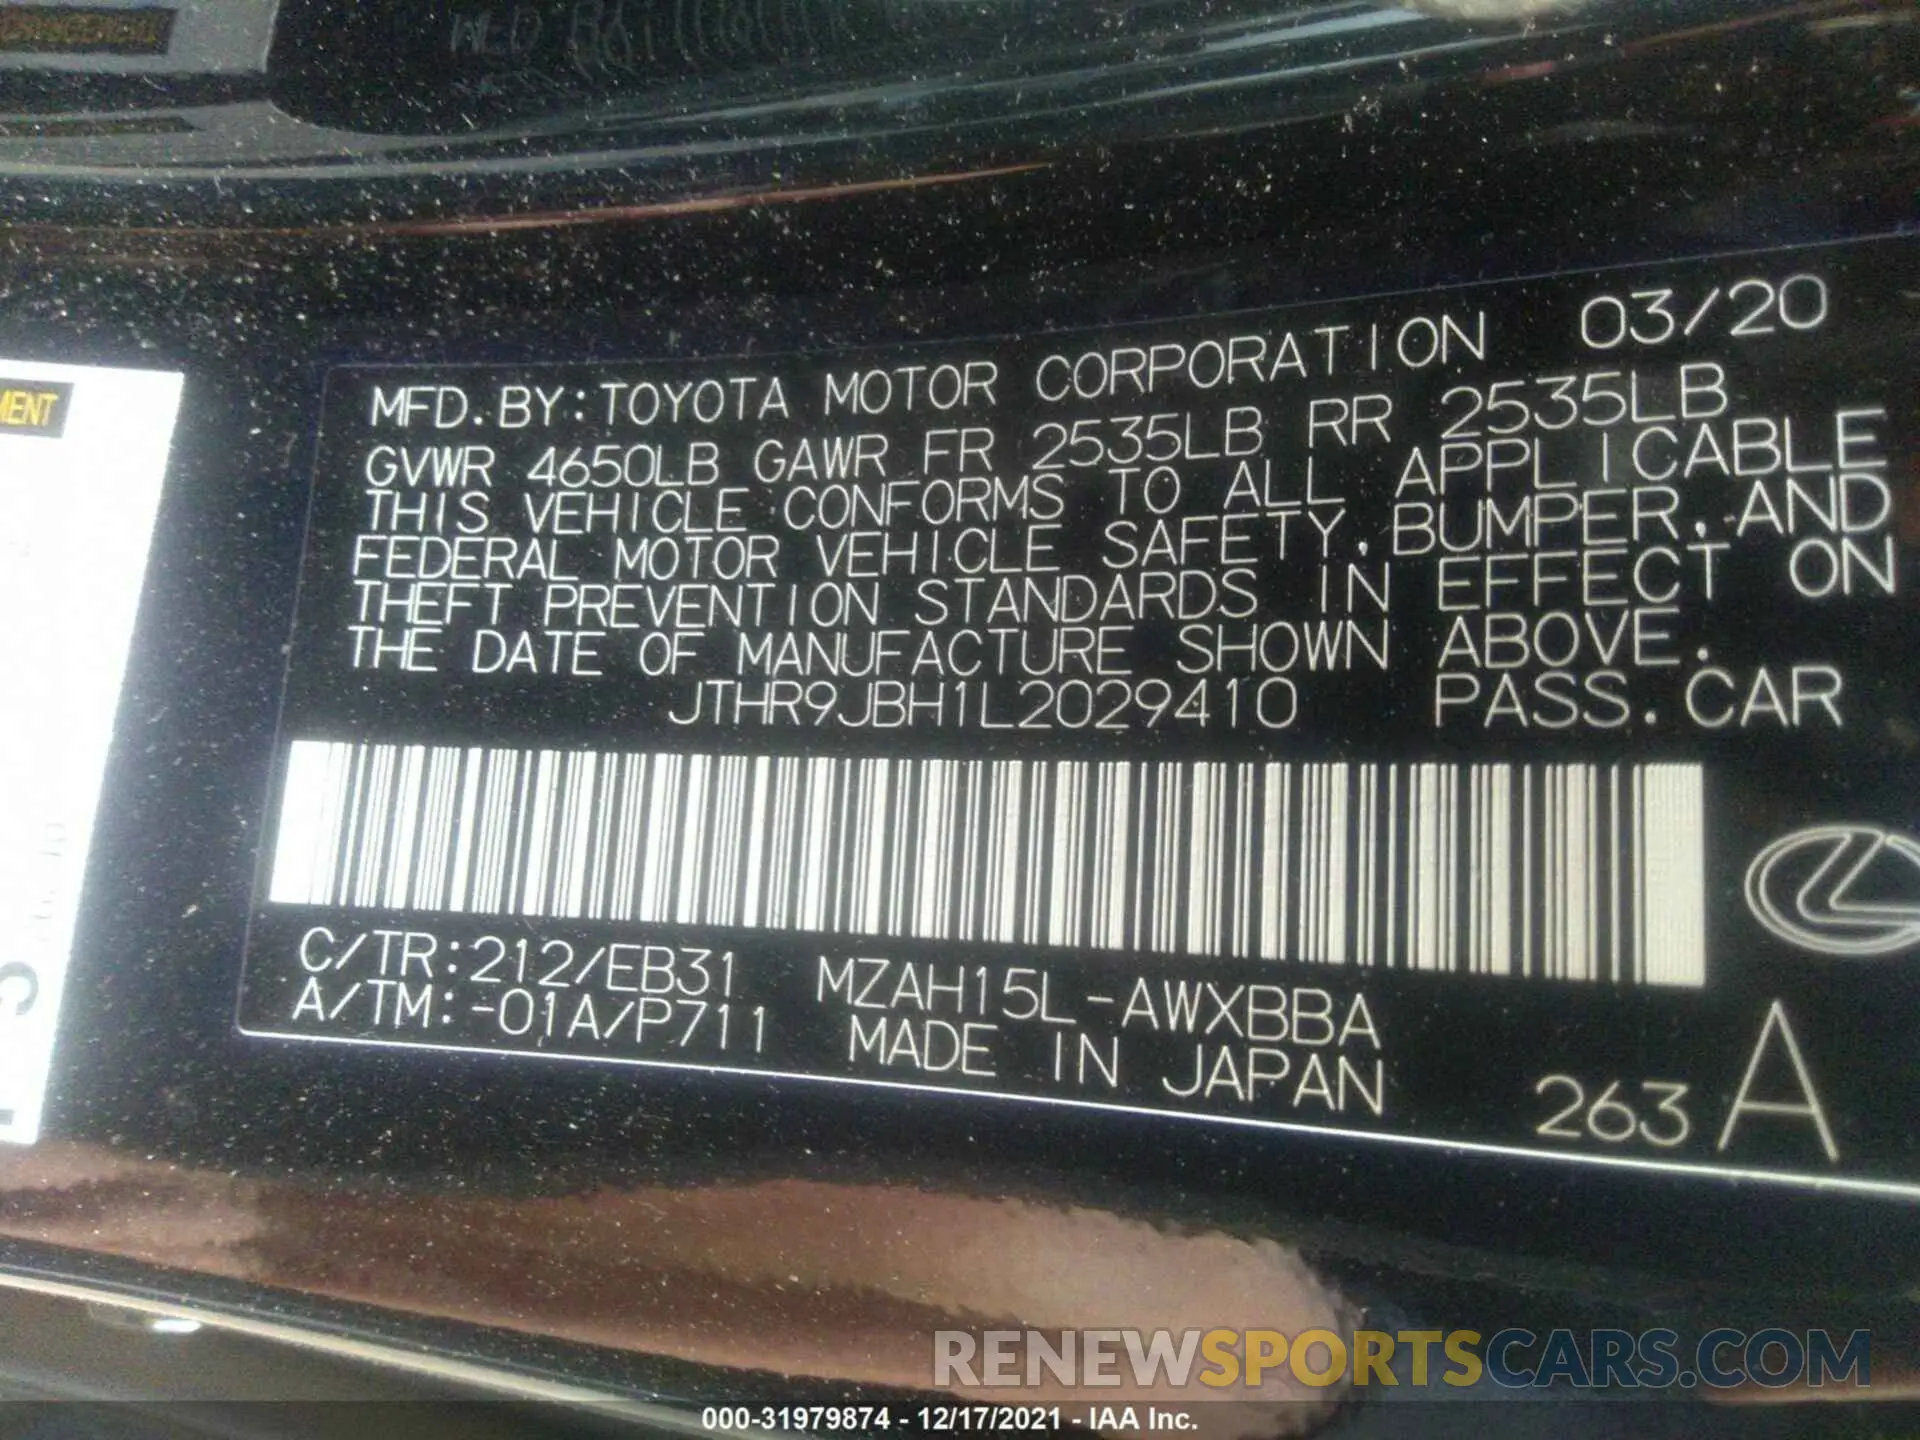 MENT
MFD. BY: TOYOTA MOTOR CORPORATION 03/20
GVWR 4650LB GAWR FR 2535LB RR 2535LB
THIS VEHICLE CONFORMS TO ALL APPLICABLE
FEDERAL MOTOR VEHICLE SAFETY, BUMPER, AND
THEFT PREVENTION STANDARDS IN EFFECT ON
THE DATE OF MANUFACTURE SHOWN ABOVE.
JTHR9JBH1L2029410 PASS. CAR
C/TR:212/EB31 MZAH15L-AWXBBA
A/TM:-01A/P711 MADE IN JAPAN
263 A
RENEWSPORTSCARS.COM
000-31979874 - 12/17/2021 - IAA Inc.